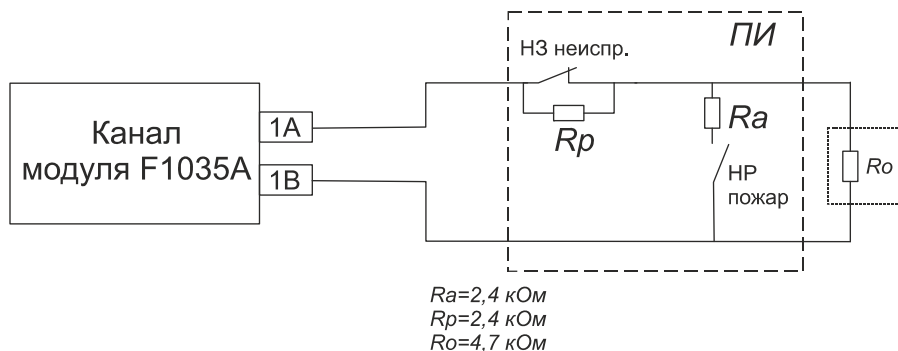 ПИ
НЗ неиспр.
Канал
модуля F1035A
1A
1B
Rp
Ra
НР
пожар
Ro
Ra=2,4 кОм
Rp=2,4 кОм
Ro=4,7 кОм